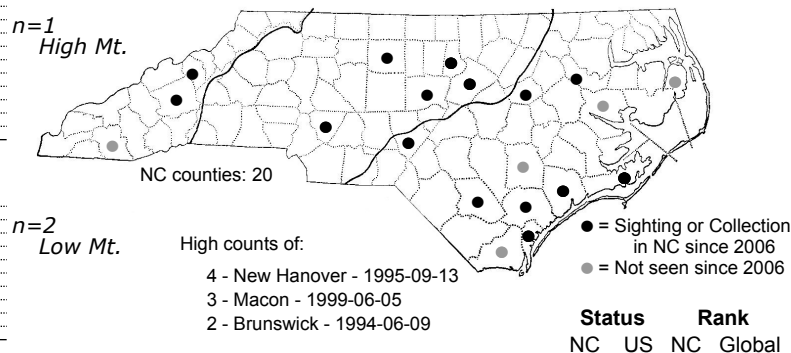 n=1
High Mt.
NC counties: 20
n=2
Low Mt.
High counts of:
4 - New Hanover - 1995-09-13
3 - Macon - 1999-06-05
2 - Brunswick - 1994-06-09
= Sighting or Collection
in NC since 2006
= Not seen since 2006
Status Rank
NC US NC Global